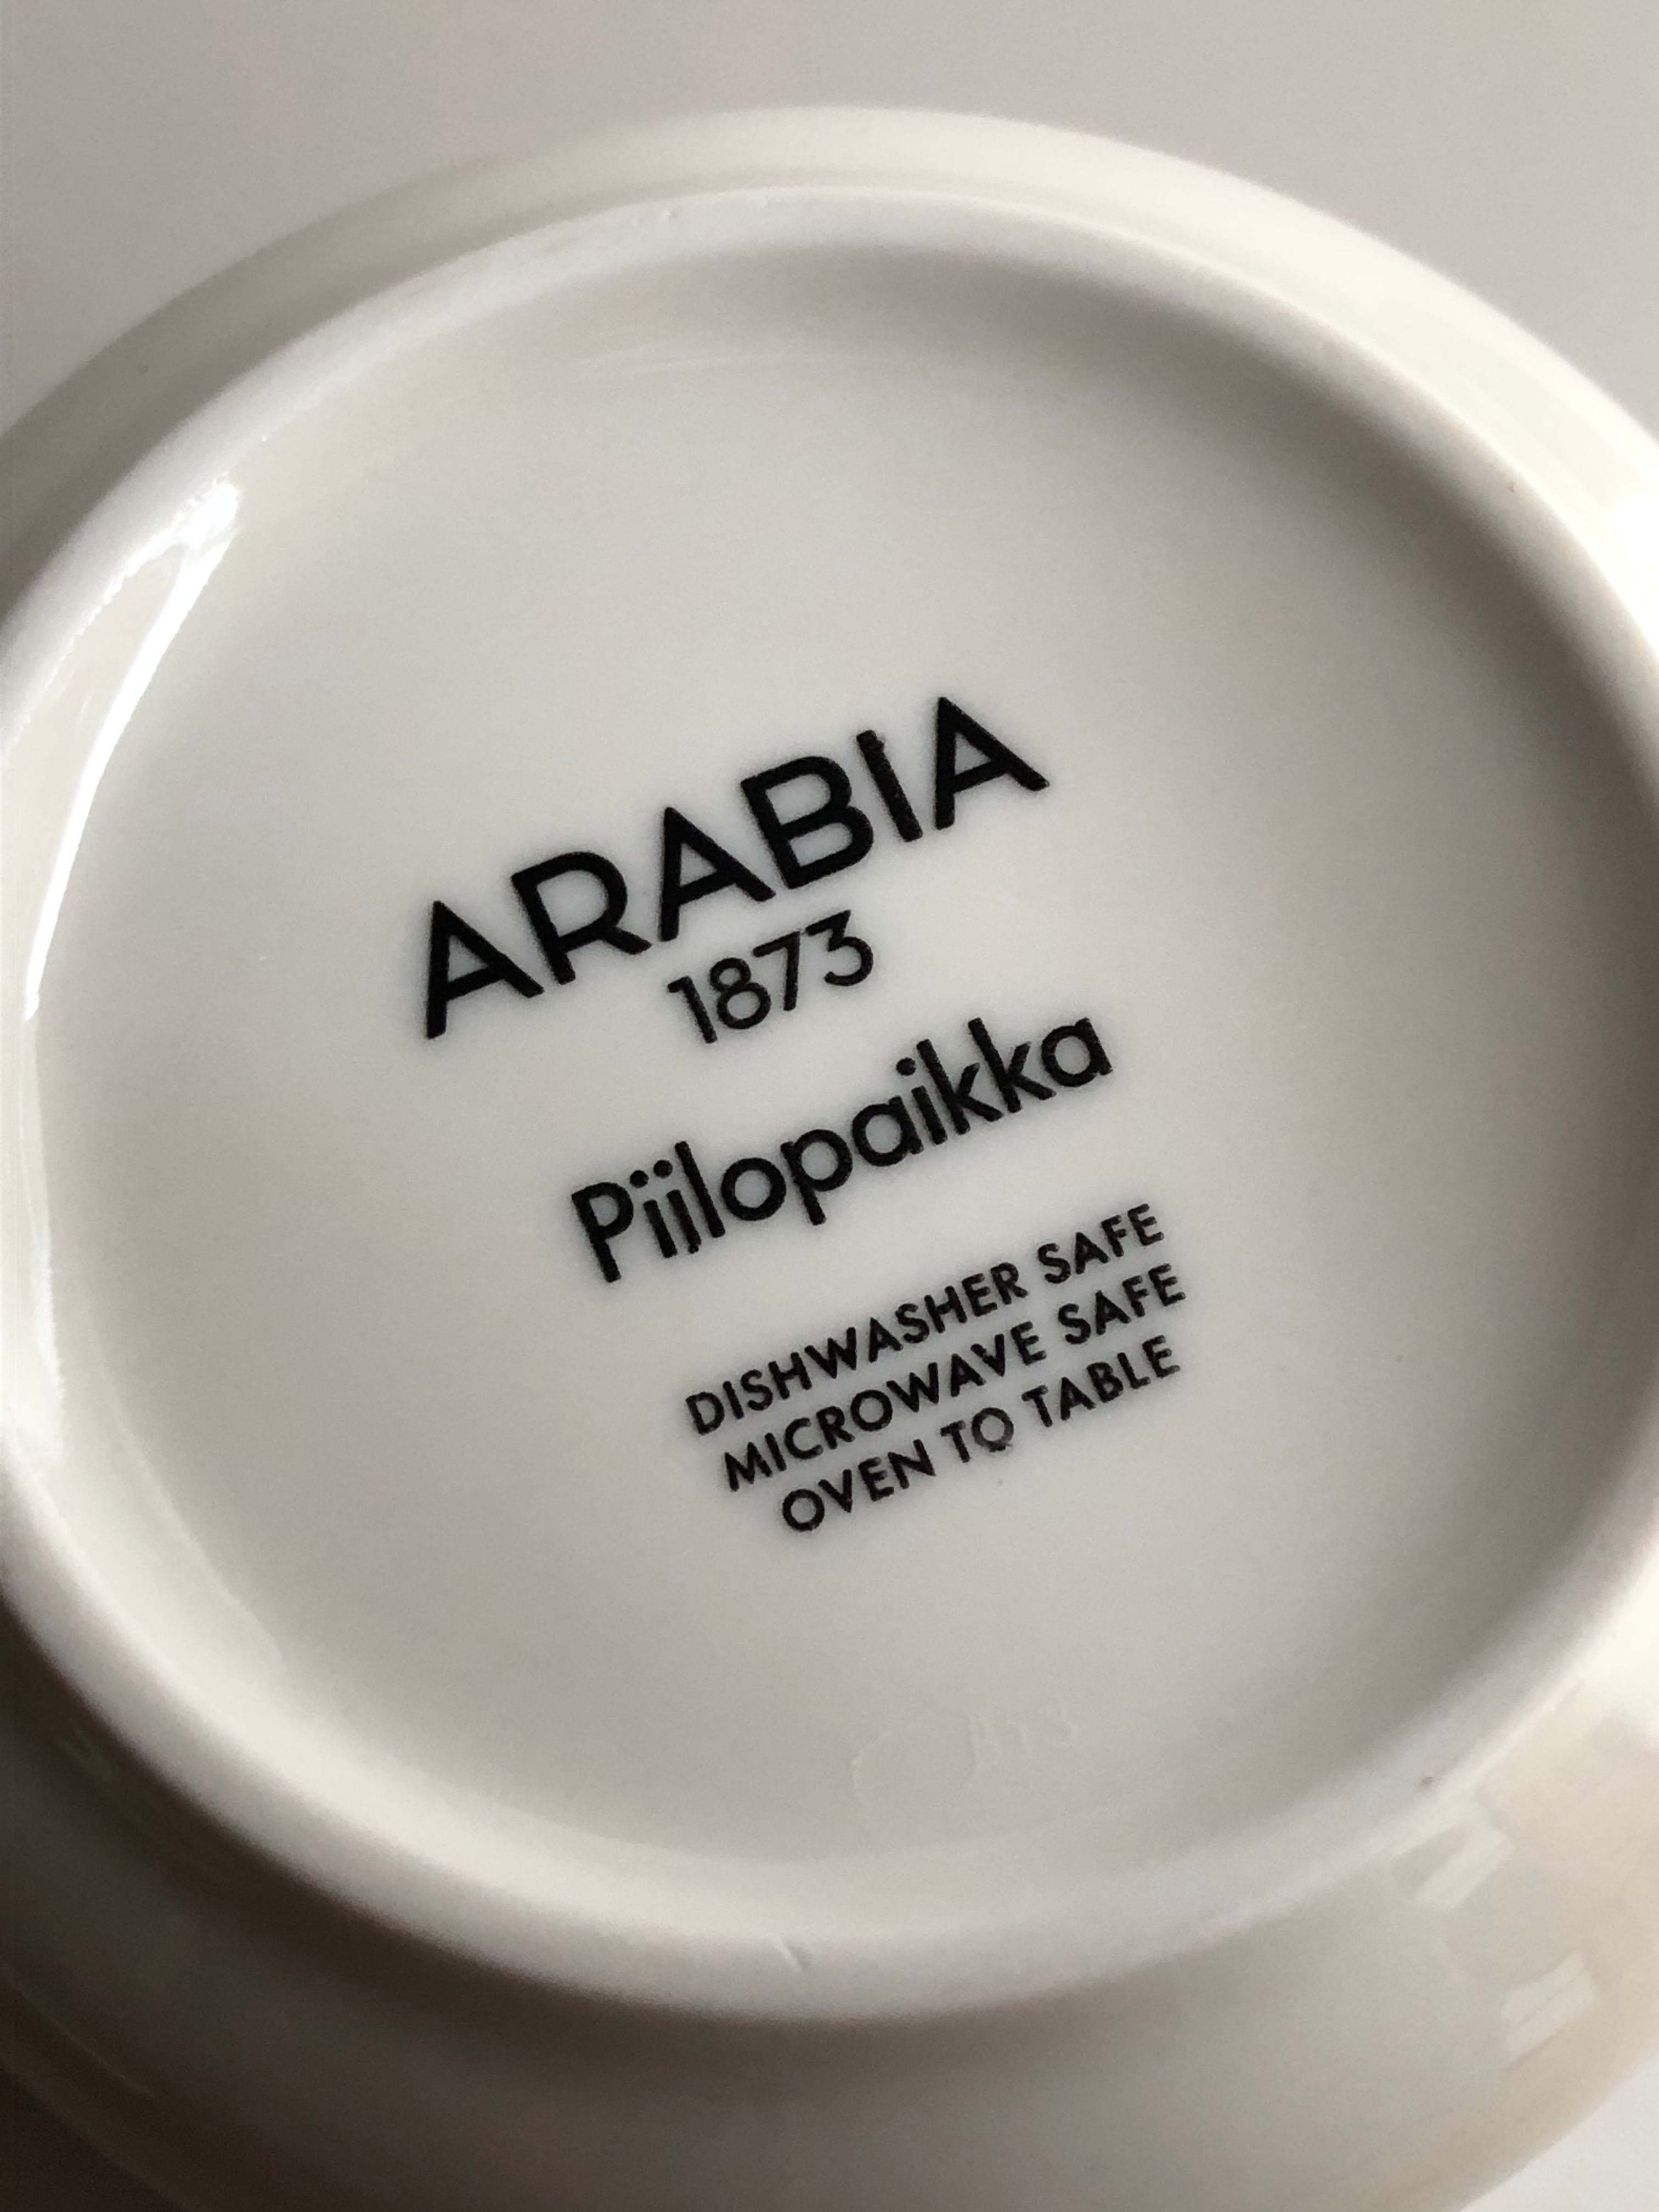 ARABIA
1873
Piilopaikka
DISHWASHER SAFE
MICROWAVE SAFE
OVEN TO TABLE